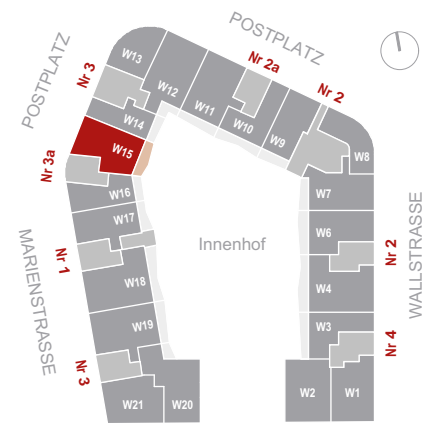 POSTPLATZ
POSTPLATZ
Nr 3
Nr 2a
Nr 2
W13
W12
W11
W10
W9
W8
W14
W15
Nr 3a
W16
W17
W7
W6
Innenhof
Nr 1
Nr 2
MARIENSTRASSE
WALLSTRASSE
W18
W4
W19
W3
Nr 4
Nr 3
W21
W20
W2
W1